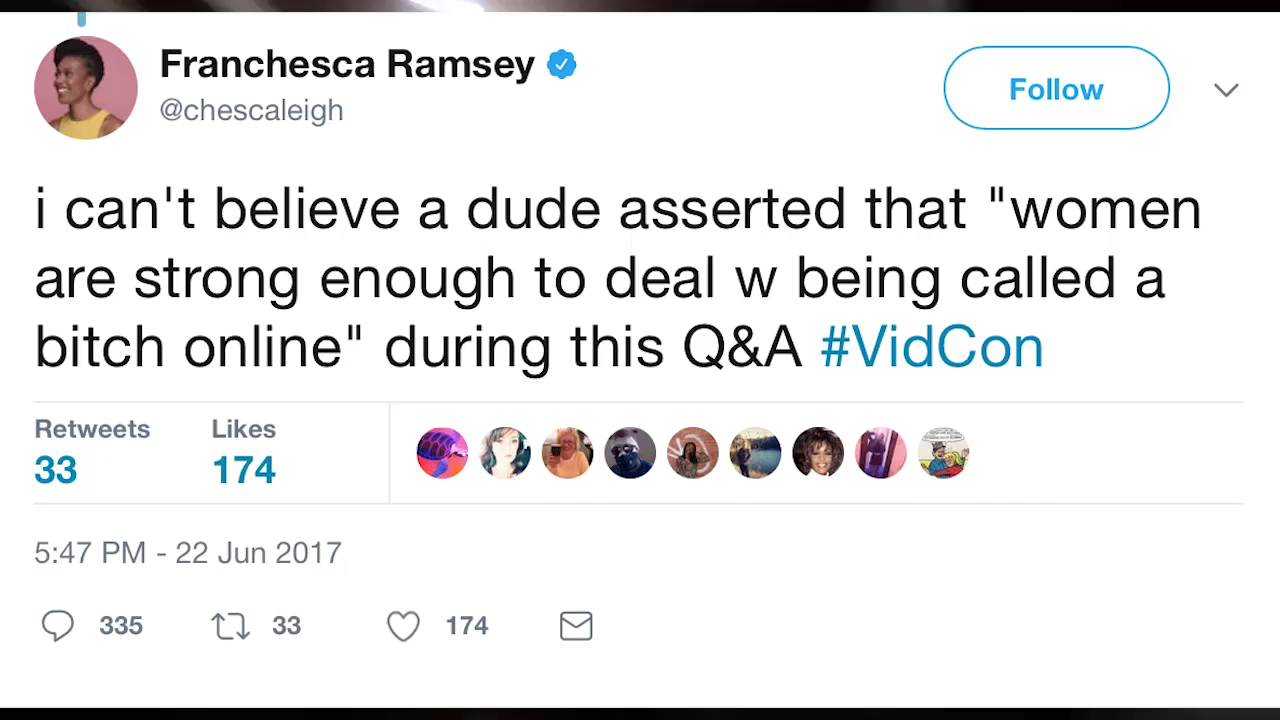 Franchesca Ramsey
@chescaleigh
Follow
i can't believe a dude asserted that "women
are strong enough to deal w being called a
bitch online" during this Q&A #VidCon
Retweets Likes
33 174
5:47 PM - 22 Jun 2017
335 33 174